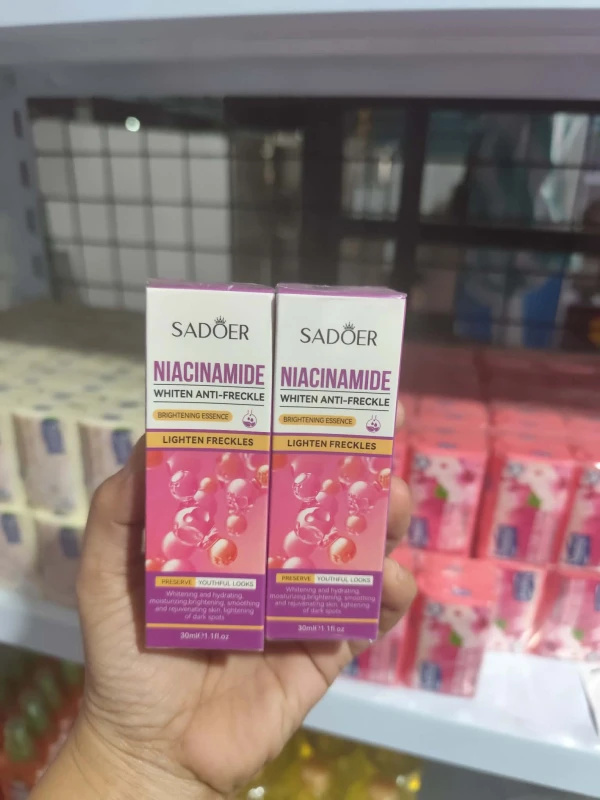 SADOER
NIACINAMIDE
WHITEN ANTI-FRECKLE
BRIGHTENING ESSENCE
LIGHTEN FRECKLES
PRESERVE YOUTHFUL LOOKS
Whitening and hydrating,
moisturizing,brightening, smoothing
and rejuvenating skin, lightening
of dark spots
30ml℮1.1fl.oz
SADOER
NIACINAMIDE
WHITEN ANTI-FRECKLE
BRIGHTENING ESSENCE
LIGHTEN FRECKLES
PRESERVE YOUTHFUL LOOKS
Whitening and hydrating,
moisturizing,brightening, smoothing
and rejuvenating skin, lightening
of dark spots
30ml℮1.1fl.oz